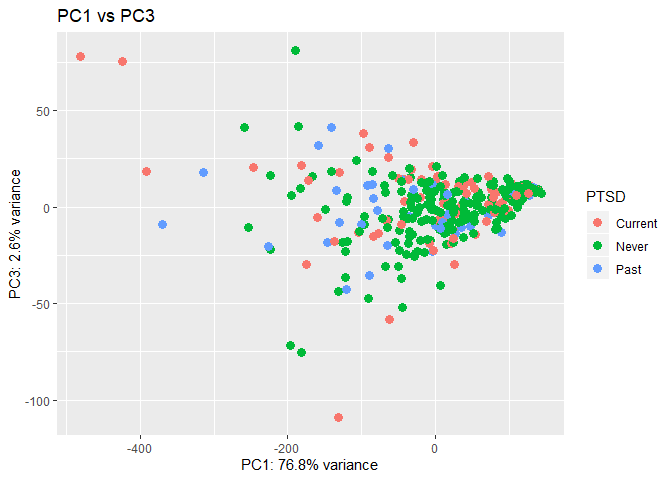 PC1 vs PC3
50
0
-50
-100
PC3: 2.6% variance
-400
-200
0
PC1: 76.8% variance
PTSD
Current
Never
Past